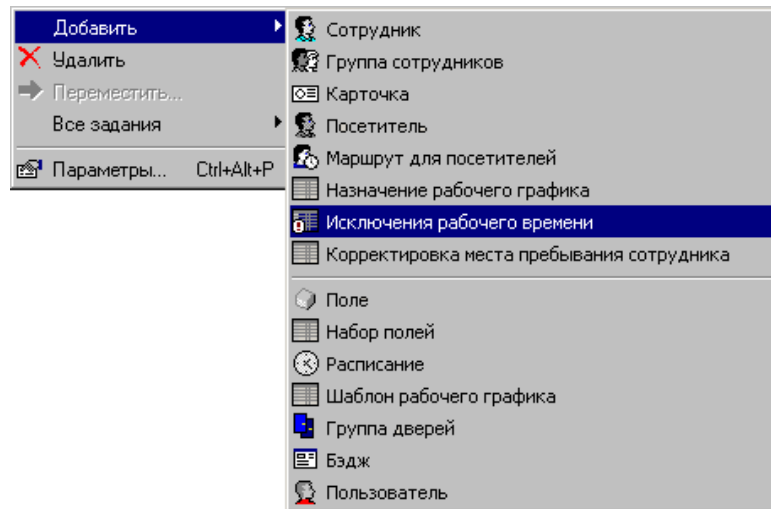 Добавить
Удалить
Переместить...
Все задания
Параметры... Ctrl+Alt+P
Сотрудник
Группа сотрудников
Карточка
Посетитель
Маршрут для посетителей
Назначение рабочего графика
Исключения рабочего времени
Корректировка места пребывания сотрудника
Поле
Набор полей
Расписание
Шаблон рабочего графика
Группа дверей
Бэдж
Пользователь